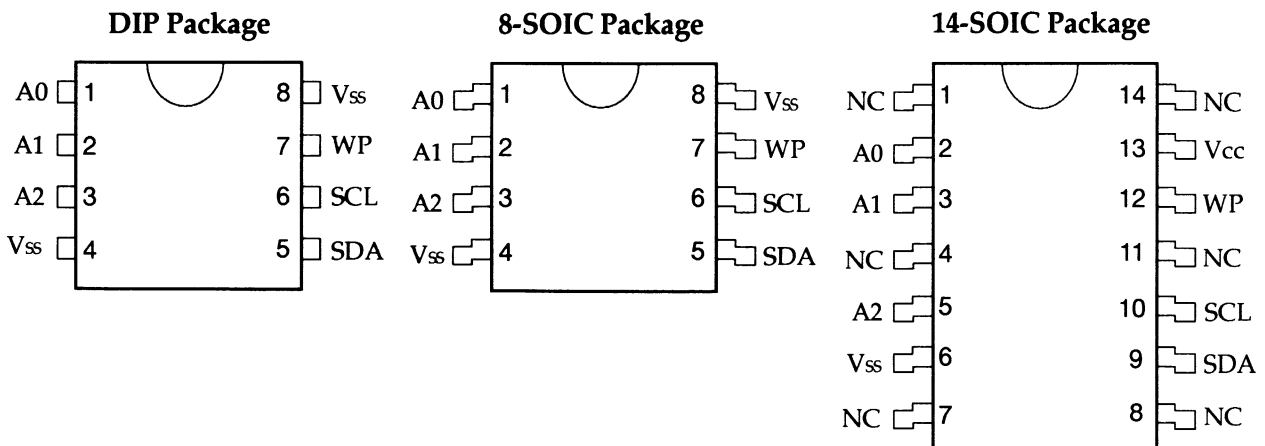 DIP Package
A0 1 8 Vss
A1 2 7 WP
A2 3 6 SCL
Vss 4 5 SDA
8-SOIC Package
A0 1 8 Vss
A1 2 7 WP
A2 3 6 SCL
Vss 4 5 SDA
14-SOIC Package
NC 1 14 NC
A0 2 13 Vcc
A1 3 12 WP
NC 4 11 NC
A2 5 10 SCL
Vss 6 9 SDA
NC 7 8 NC